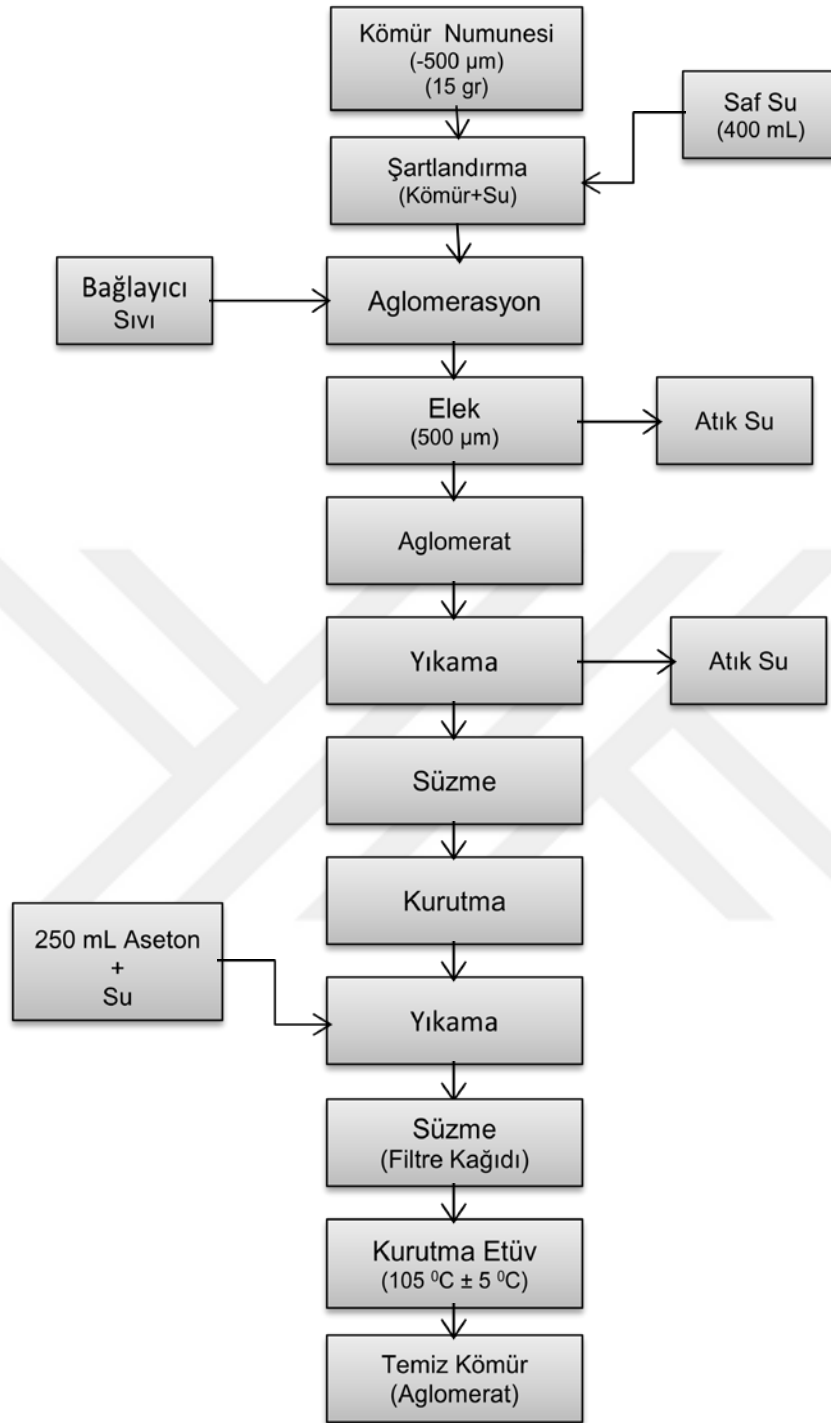 Kömür Numunesi
(-500 µm)
(15 gr)
Saf Su
(400 mL)
Şartlandırma
(Kömür+Su)
Bağlayıcı
Sıvı
Aglomerasyon
Elek
(500 µm)
Atık Su
Aglomerat
Yıkama
Atık Su
Süzme
Kurutma
250 mL Aseton
+
Su
Yıkama
Süzme
(Filtre Kağıdı)
Kurutma Etüv
(105 ⁰C ± 5 ⁰C)
Temiz Kömür
(Aglomerat)